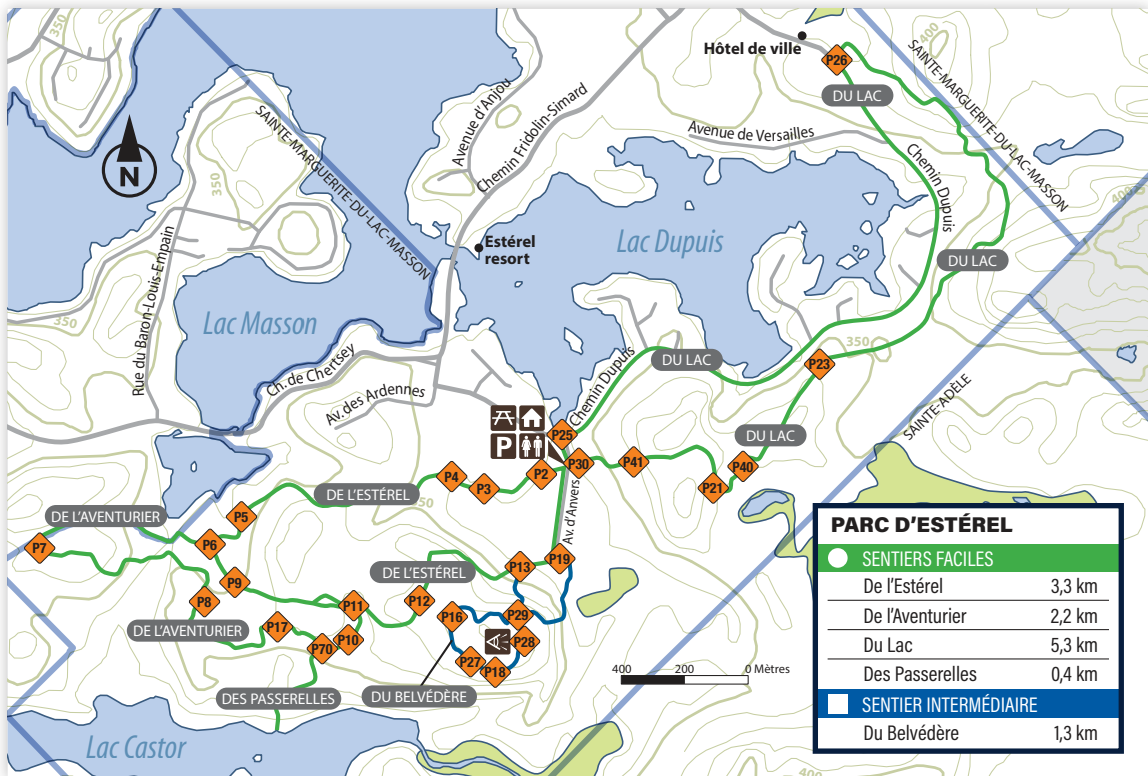 350
400
Hôtel de ville
P26
SAINTE-MARGUERITE-DU-LAC-MASSON
DU LAC
Avenue d'Anjou
Chemin Fridolin-Simard
Avenue de Versailles
SAINTE-MARGUERITE-DU-LAC-MASSON
N
350
Chemin Dupuis
400
Estérel
resort
Lac Dupuis
DU LAC
Rue du Baron-Louis-Empain
Lac Masson
350
350
Ch. de Chertsey
Chemin Dupuis
DU LAC
P23
Av. des Ardennes
SAINTE-ADÈLE
P
P25
DU LAC
P4
P3
P2
P30
P41
P40
P21
DE L'ESTÉREL
350
P5
DE L'AVENTURIER
Av. d'Anvers
P7
P6
P19
P13
DE L'ESTÉREL
P9
P8
P12
P11
P16
P29
DE L'AVENTURIER
P17
P10
P28
P70
P27
P18
400
200
0 Mètres
DES PASSERELLES
DU BELVÉDÈRE
Lac Castor
400
PARC D'ESTÉREL
SENTIERS FACILES
De l'Estérel 3,3 km
De l'Aventurier 2,2 km
Du Lac 5,3 km
Des Passerelles 0,4 km
SENTIER INTERMÉDIAIRE
Du Belvédère 1,3 km